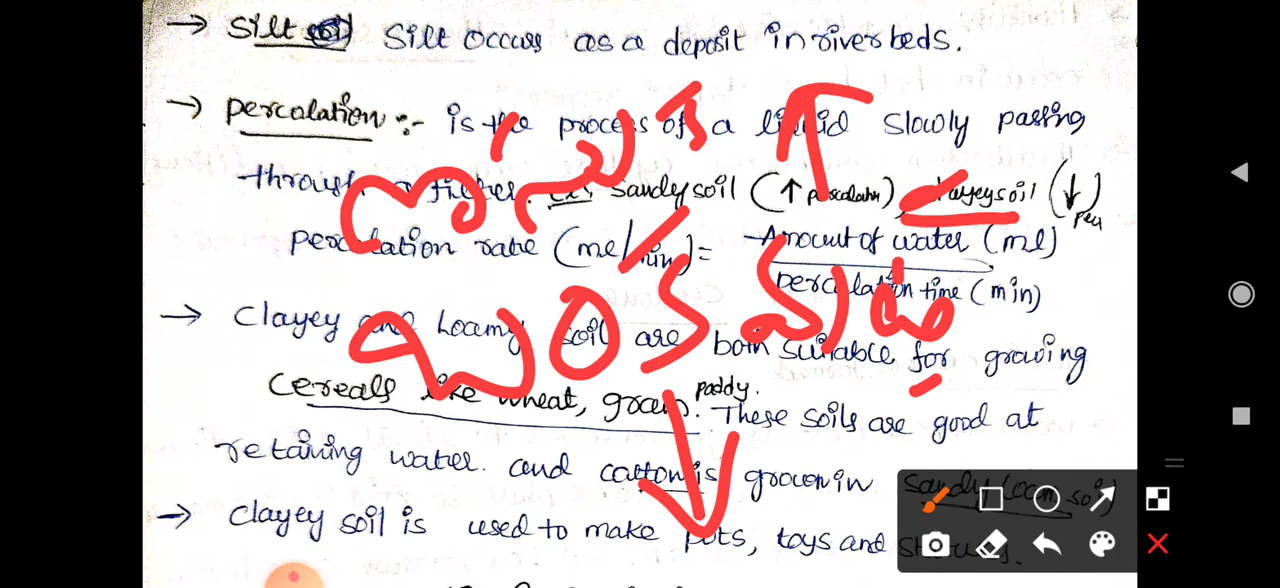 → Silt soil Silt occurs as a deposit in river beds.
→ percolation :- is the process of a liquid slowly passing
through a filter. Ex: sandy soil (↑ percolation), clayey soil (↓ per)
percolation rate (ml/min) = Amount of water (ml)
percolation time (min)
→ Clayey and Loamy soil are both suitable for growing
cereals like wheat, gram. paddy.
These soils are good at
retaining water. and cotton is grown in sandy loam soil)
→ Clayey soil is used to make pots, toys and statues.